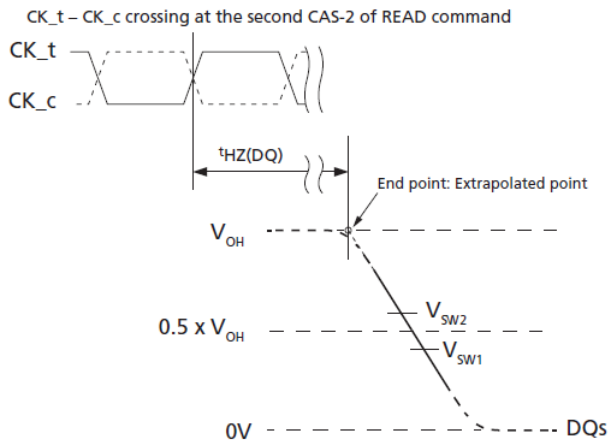 CK_t – CK_c crossing at the second CAS-2 of READ command
CK_t
CK_c
tHZ(DQ)
End point: Extrapolated point
VOH
VSW2
0.5 x VOH
VSW1
0V
DQs